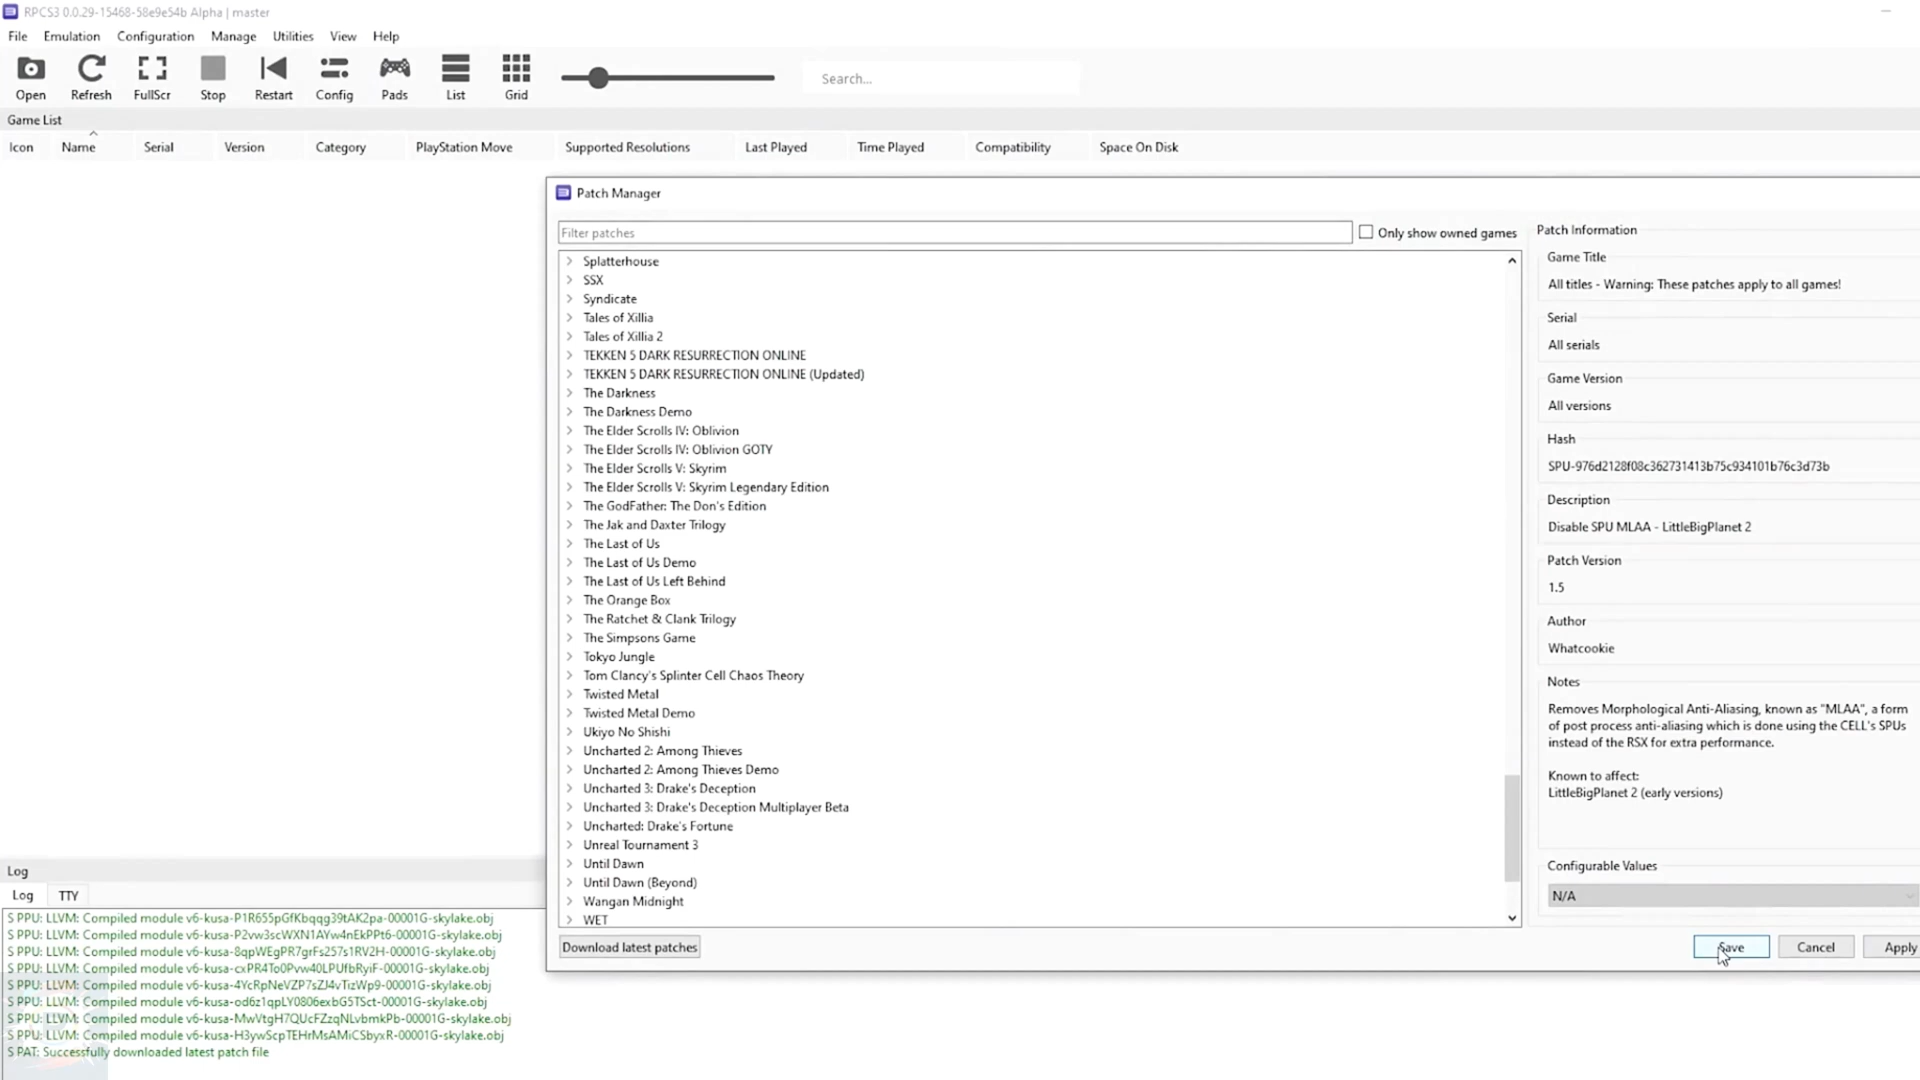 RPCS3 0.0.29-15468-58e9e54b Alpha | master
File Emulation Configuration Manage Utilities View Help
Open Refresh FullScr Stop Restart Config Pads List Grid Search...
Game List
Icon Name Serial Version Category PlayStation Move Supported Resolutions Last Played Time Played Compatibility Space On Disk
Patch Manager
Filter patches
Only show owned games
Splatterhouse
SSX
Syndicate
Tales of Xillia
Tales of Xillia 2
TEKKEN 5 DARK RESURRECTION ONLINE
TEKKEN 5 DARK RESURRECTION ONLINE (Updated)
The Darkness
The Darkness Demo
The Elder Scrolls IV: Oblivion
The Elder Scrolls IV: Oblivion GOTY
The Elder Scrolls V: Skyrim
The Elder Scrolls V: Skyrim Legendary Edition
The GodFather: The Don's Edition
The Jak and Daxter Trilogy
The Last of Us
The Last of Us Demo
The Last of Us Left Behind
The Orange Box
The Ratchet & Clank Trilogy
The Simpsons Game
Tokyo Jungle
Tom Clancy's Splinter Cell Chaos Theory
Twisted Metal
Twisted Metal Demo
Ukiyo No Shishi
Uncharted 2: Among Thieves
Uncharted 2: Among Thieves Demo
Uncharted 3: Drake's Deception
Uncharted 3: Drake's Deception Multiplayer Beta
Uncharted: Drake's Fortune
Unreal Tournament 3
Until Dawn
Until Dawn (Beyond)
Wangan Midnight
WET
Download latest patches
Patch Information
Game Title
All titles - Warning: These patches apply to all games!
Serial
All serials
Game Version
All versions
Hash
SPU-976d2128f08c362731413b75c934101b76c3d73b
Description
Disable SPU MLAA - LittleBigPlanet 2
Patch Version
1.5
Author
Whatcookie
Notes
Removes Morphological Anti-Aliasing, known as "MLAA", a form
of post process anti-aliasing which is done using the CELL's SPUs
instead of the RSX for extra performance.
Known to affect:
LittleBigPlanet 2 (early versions)
Configurable Values
N/A
Save Cancel Apply
Log
Log TTY
S PPU: LLVM: Compiled module v6-kusa-P1R655pGfKbqqg39tAK2pa-00001G-skylake.obj
S PPU: LLVM: Compiled module v6-kusa-P2vw3scWXN1AYw4nEkPPt6-00001G-skylake.obj
S PPU: LLVM: Compiled module v6-kusa-8qpWEgPR7grFs257s1RV2H-00001G-skylake.obj
S PPU: LLVM: Compiled module v6-kusa-cxPR4To0Pvw40LPUfbRyiF-00001G-skylake.obj
S PPU: LLVM: Compiled module v6-kusa-4YcRpNeVZP7sZJ4vTizWp9-00001G-skylake.obj
S PPU: LLVM: Compiled module v6-kusa-od6z1qpLY0806exbG5TSct-00001G-skylake.obj
S PPU: LLVM: Compiled module v6-kusa-MwVtgH7QUcFZzqNLvbmkPb-00001G-skylake.obj
S PPU: LLVM: Compiled module v6-kusa-H3ywScpTEHrMsAMiCSbyxR-00001G-skylake.obj
S PAT: Successfully downloaded latest patch file